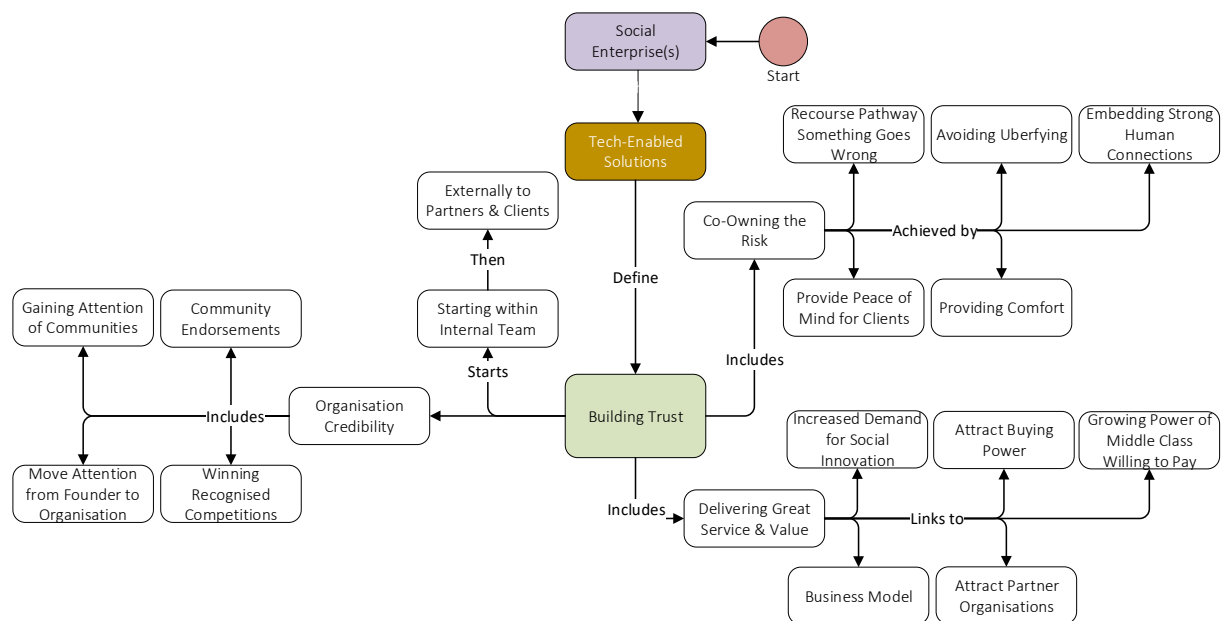 Social
Enterprise(s)
Start
Tech-Enabled
Solutions
Recourse Pathway
Something Goes
Wrong
Avoiding Uberfying
Embedding Strong
Human
Connections
Externally to
Partners & Clients
Co-Owning the
Risk
Achieved by
Then
Define
Provide Peace of
Mind for Clients
Providing Comfort
Gaining Attention
of Communities
Community
Endorsements
Starting within
Internal Team
Includes
Starts
Organisation
Credibility
Includes
Building Trust
Increased Demand
for Social
Innovation
Attract Buying
Power
Growing Power of
Middle Class
Willing to Pay
Move Attention
from Founder to
Organisation
Winning
Recognised
Competitions
Includes
Delivering Great
Service & Value
Links to
Business Model
Attract Partner
Organisations